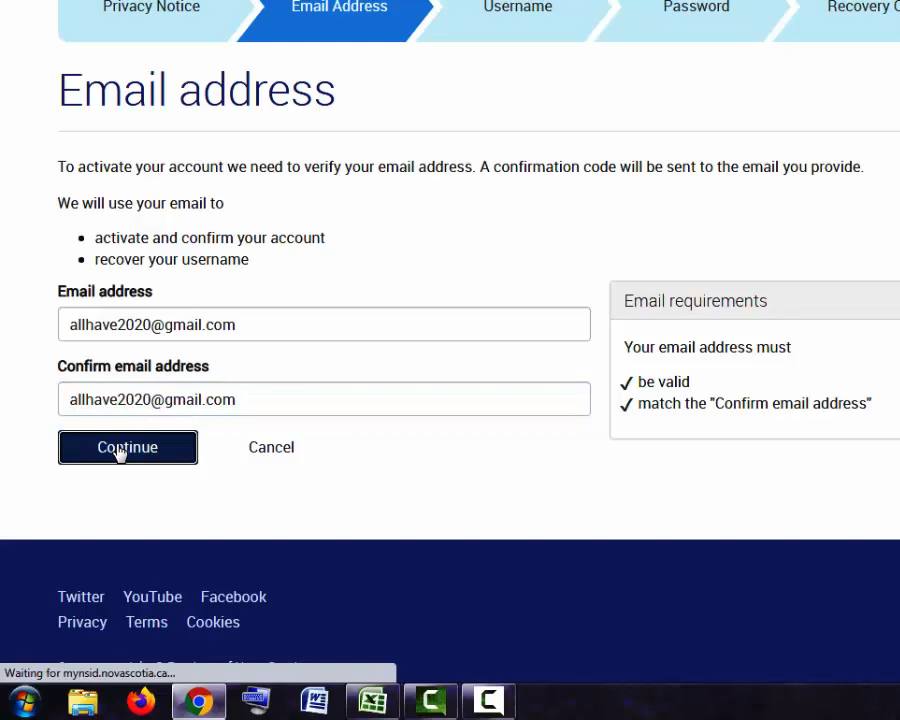 Privacy Notice Email Address Username Password Recovery
Email address
To activate your account we need to verify your email address. A confirmation code will be sent to the email you provide.
We will use your email to
• activate and confirm your account
• recover your username
Email address
allhave2020@gmail.com
Confirm email address
allhave2020@gmail.com
Continue Cancel
Email requirements
Your email address must
✓ be valid
✓ match the "Confirm email address"
Twitter YouTube Facebook
Privacy Terms Cookies
Waiting for mynsid.novascotia.ca...